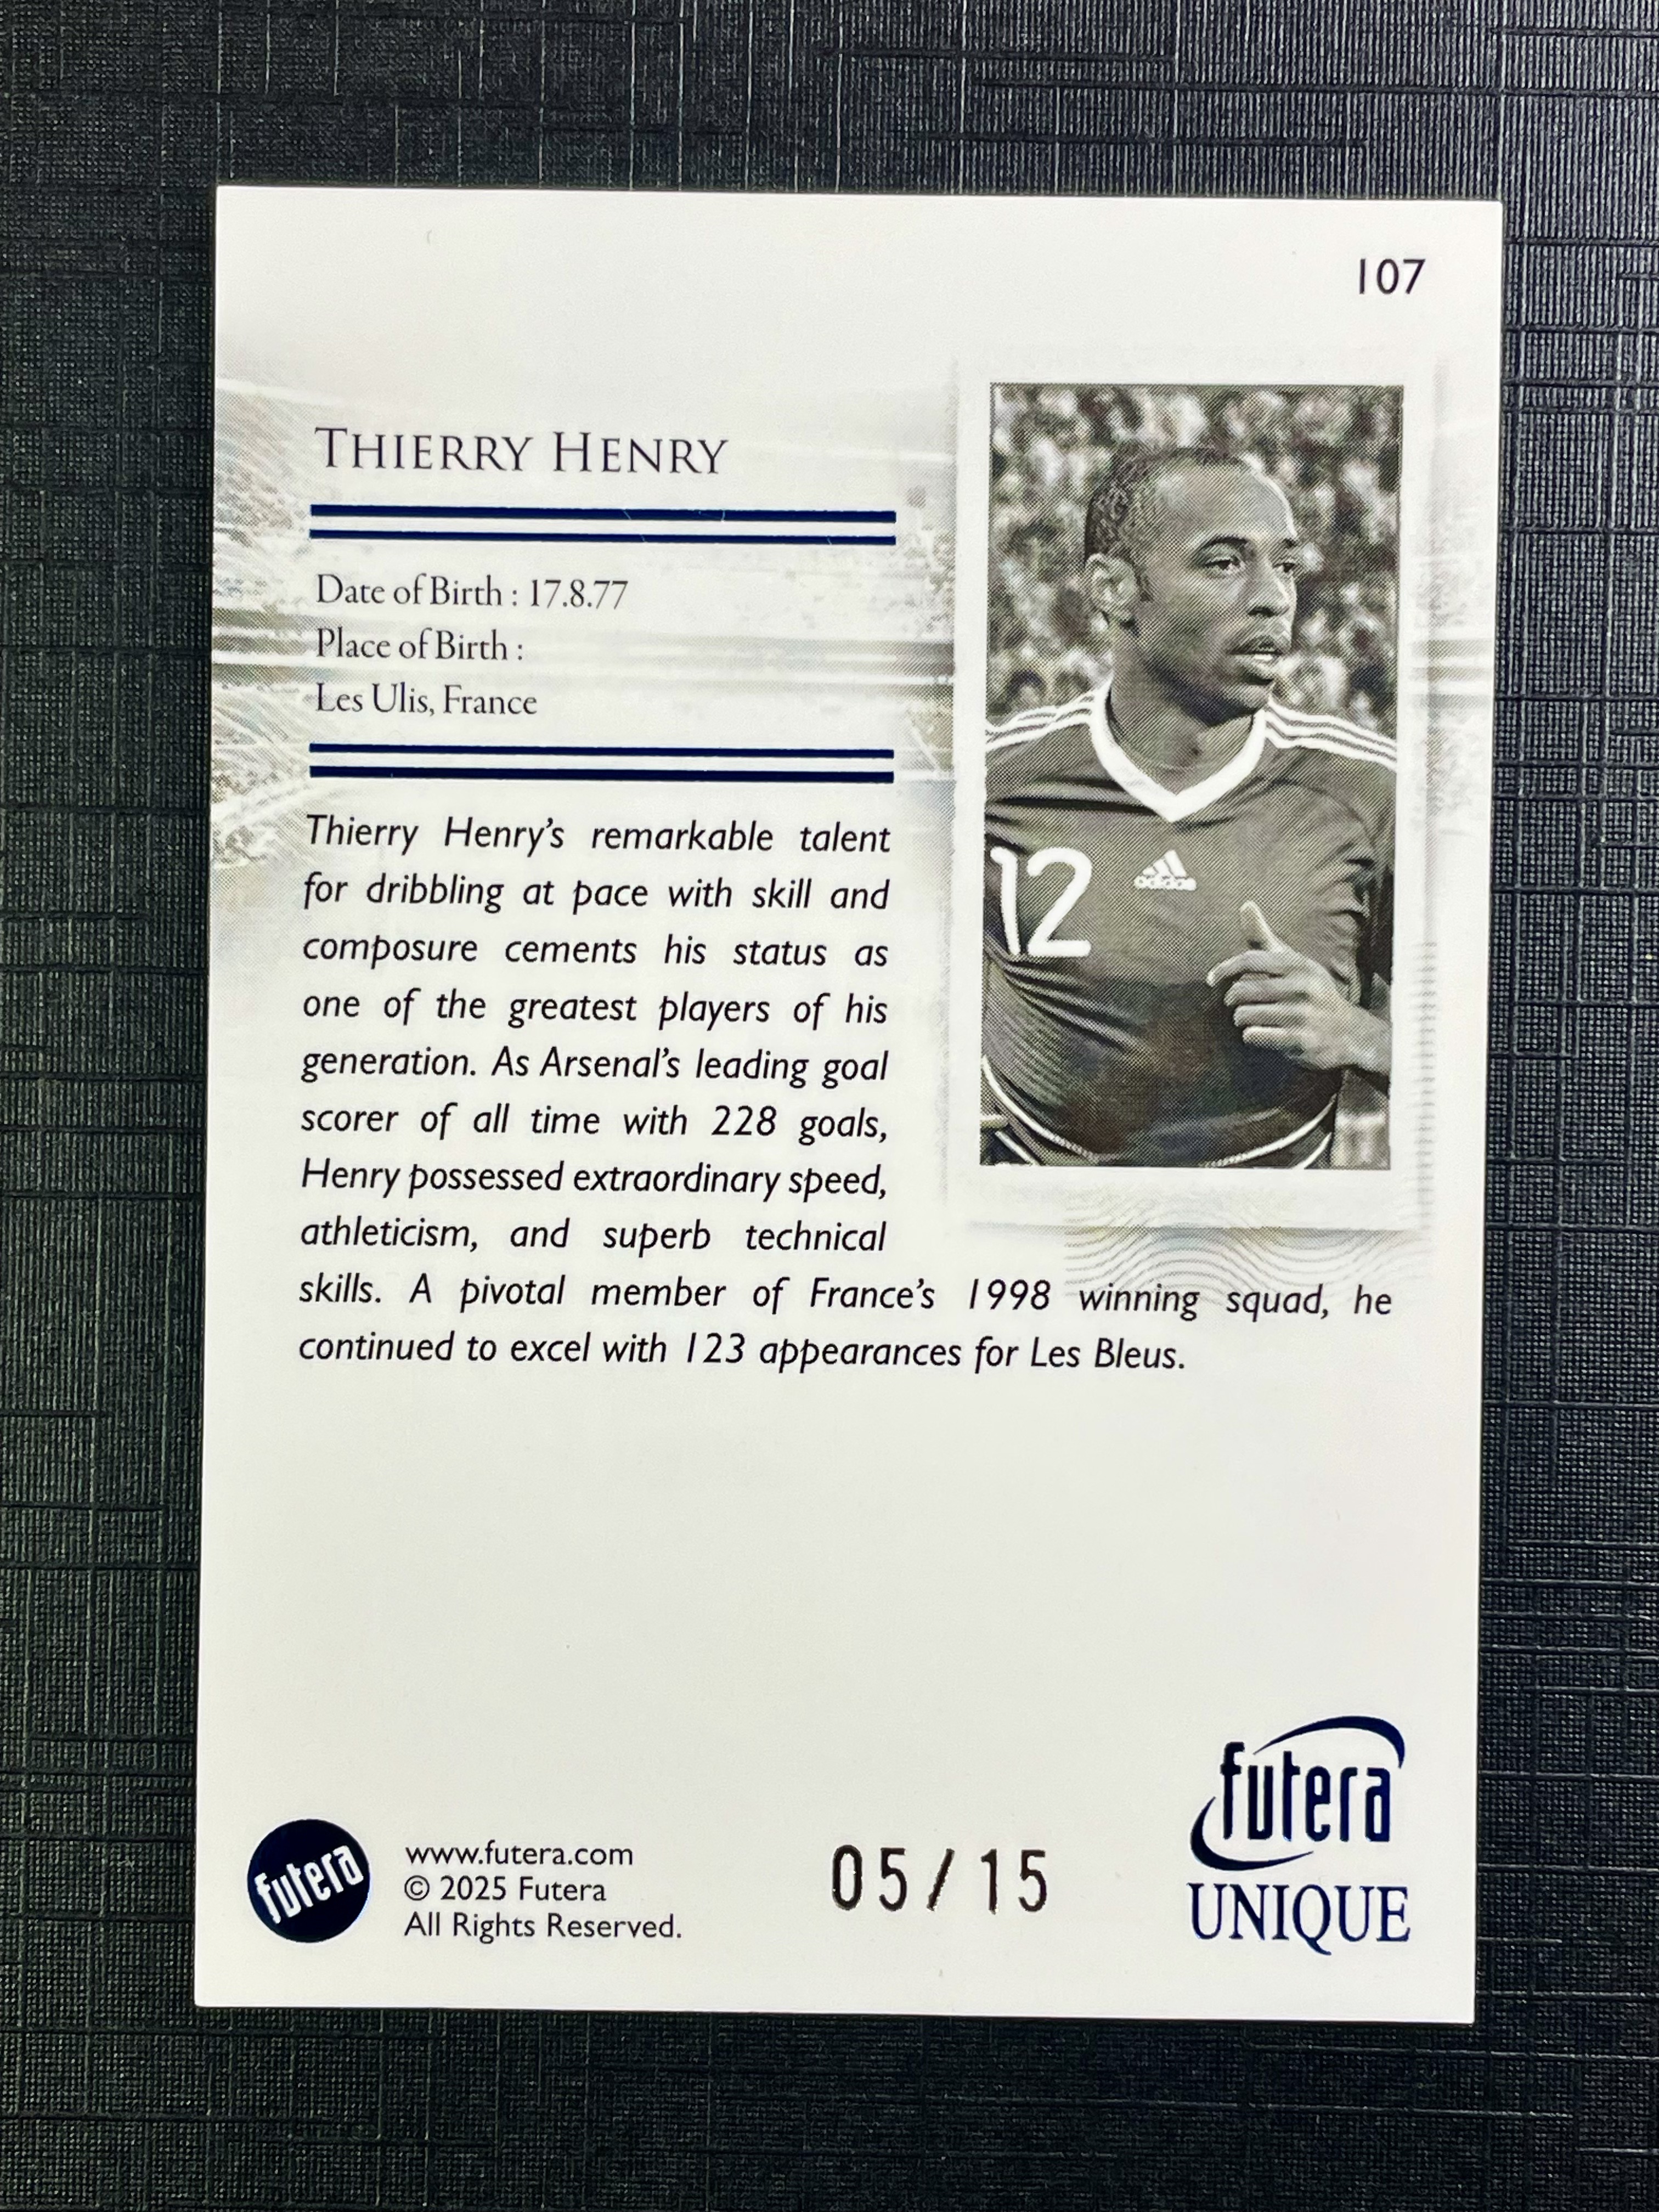 107
THIERRY HENRY
Date of Birth : 17.8.77
Place of Birth :
Les Ulis, France
Thierry Henry's remarkable talent
for dribbling at pace with skill and
composure cements his status as
one of the greatest players of his
generation. As Arsenal's leading goal
scorer of all time with 228 goals,
Henry possessed extraordinary speed,
athleticism, and superb technical
skills. A pivotal member of France's 1998 winning squad, he
continued to excel with 123 appearances for Les Bleus.
12
adidas
futera
www.futera.com
© 2025 Futera
All Rights Reserved.
05/15
futera
UNIQUE